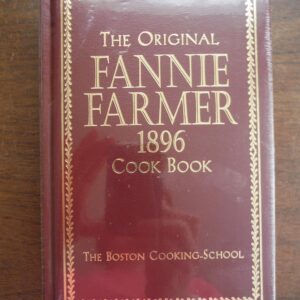 The Original
FANNIE
FARMER
1896
Cook Book
The Boston Cooking-School